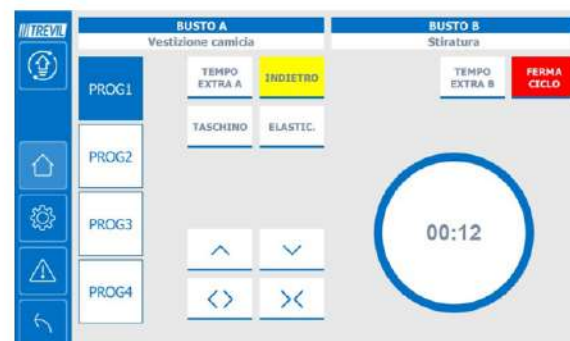 TREVIL
BUSTO A
Vestizione camicia
BUSTO B
Stiratura
PROG1
PROG2
PROG3
PROG4
TEMPO
EXTRA A
INDIETRO
TASCHINO
ELASTIC.
TEMPO
EXTRA B
FERMA
CICLO
00:12